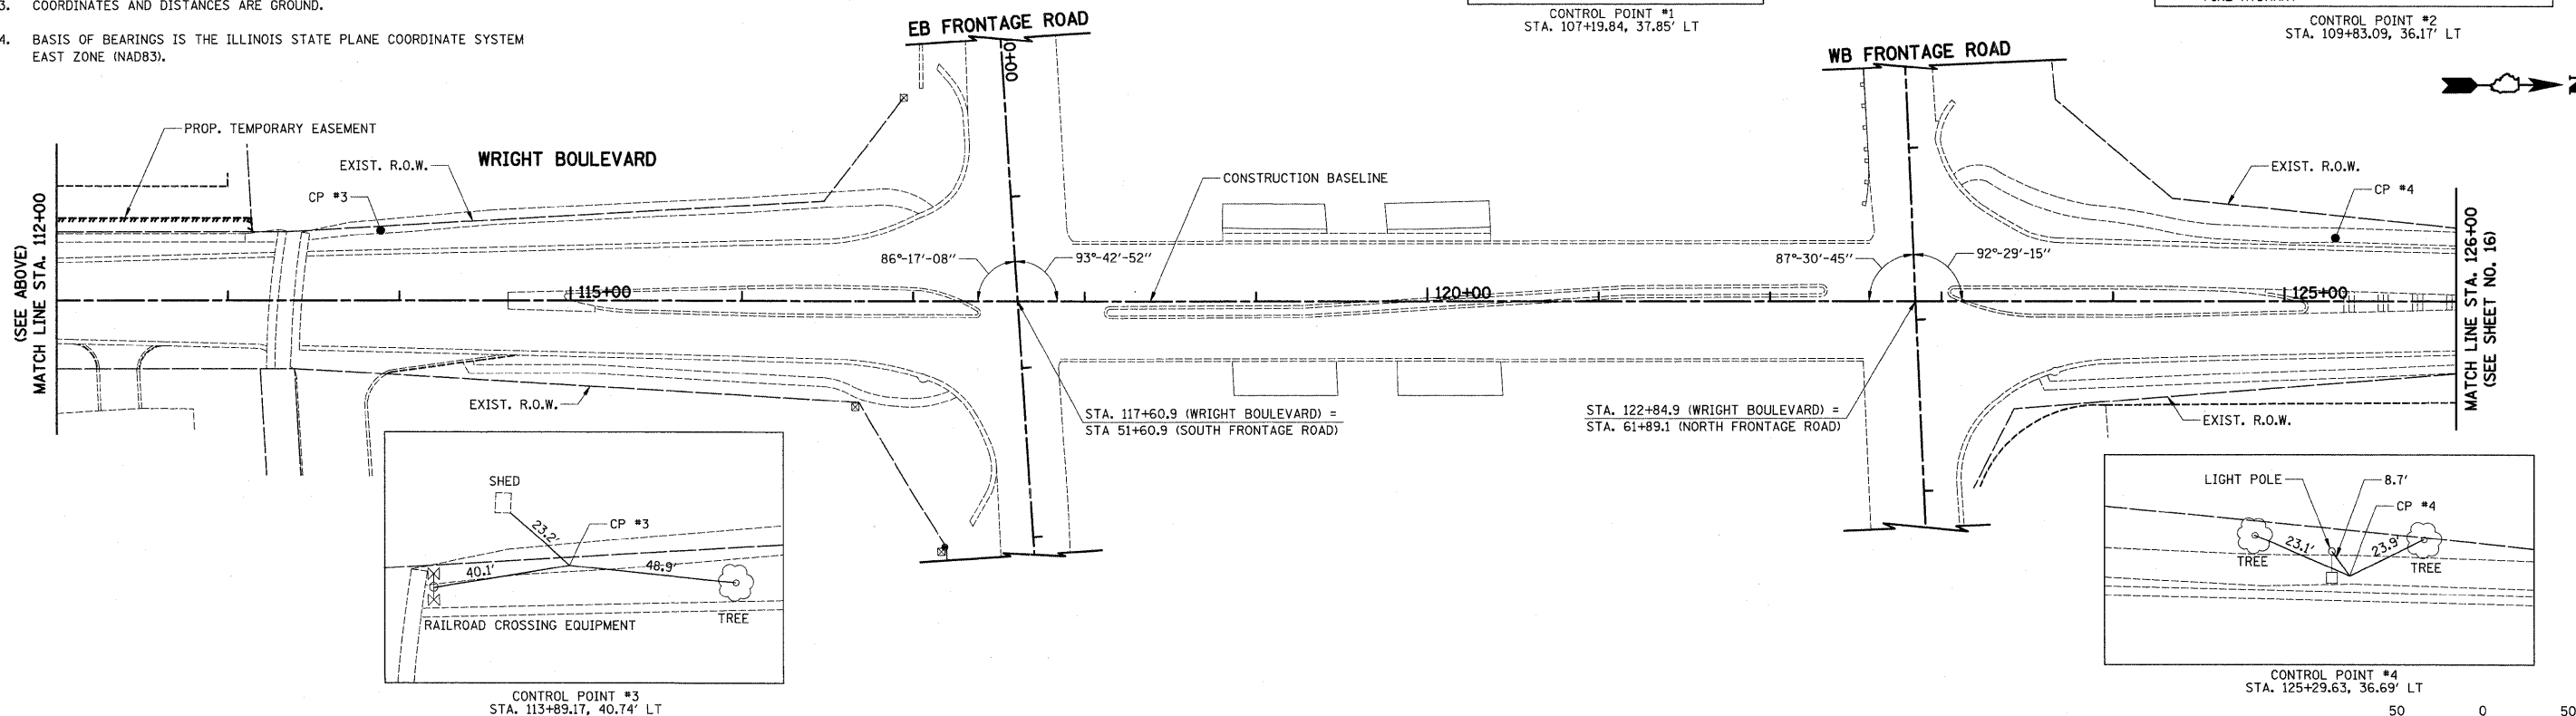 3. COORDINATES AND DISTANCES ARE GROUND.
4. BASIS OF BEARINGS IS THE ILLINOIS STATE PLANE COORDINATE SYSTEM
EAST ZONE (NAD83).
CONTROL POINT #1
STA. 107+19.84, 37.85' LT
CONTROL POINT #2
STA. 109+83.09, 36.17' LT
EB FRONTAGE ROAD
00+0
WB FRONTAGE ROAD
PROP. TEMPORARY EASEMENT
EXIST. R.O.W.
WRIGHT BOULEVARD
CP #3
CONSTRUCTION BASELINE
EXIST. R.O.W.
CP #4
(SEE ABOVE)
MATCH LINE STA. 112+00
86°-17'-08''
93°-42'-52''
87°-30'-45''
92°-29'-15''
115+00
120+00
125+00
MATCH LINE STA. 126+00
(SEE SHEET NO. 16)
EXIST. R.O.W.
STA. 117+60.9 (WRIGHT BOULEVARD) =
STA 51+60.9 (SOUTH FRONTAGE ROAD)
STA. 122+84.9 (WRIGHT BOULEVARD) =
STA. 61+89.1 (NORTH FRONTAGE ROAD)
EXIST. R.O.W.
SHED
23.2'
CP #3
40.1'
48.9'
RAILROAD CROSSING EQUIPMENT
TREE
CONTROL POINT #3
STA. 113+89.17, 40.74' LT
LIGHT POLE
8.7'
CP #4
23.1'
23.9'
TREE
TREE
CONTROL POINT #4
STA. 125+29.63, 36.69' LT
50 0 50